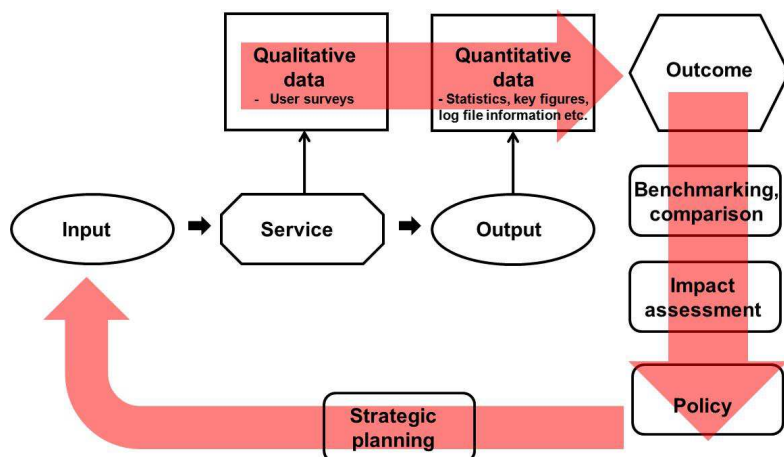 Qualitative
data
- User surveys
Quantitative
data
- Statistics, key figures,
log file information etc.
Outcome
Benchmarking,
comparison
Input
Service
Output
Impact
assessment
Policy
Strategic
planning